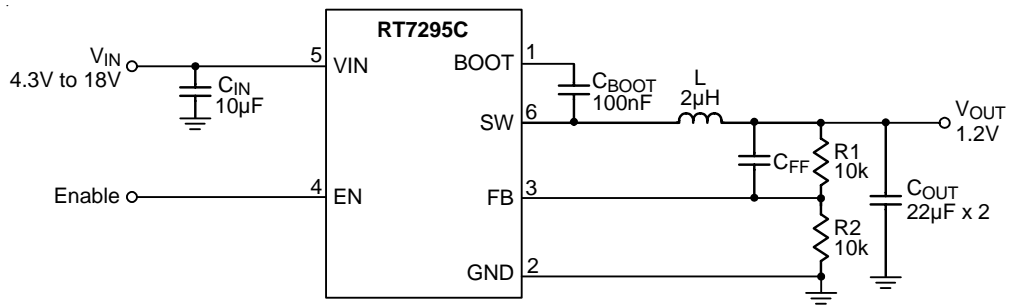 RT7295C
VIN
4.3V to 18V
5
VIN
CIN
10µF
BOOT
1
CBOOT
100nF
L
2µH
SW
6
VOUT
1.2V
CFF
R1
10k
COUT
22µF x 2
Enable
4
EN
FB
3
R2
10k
GND
2